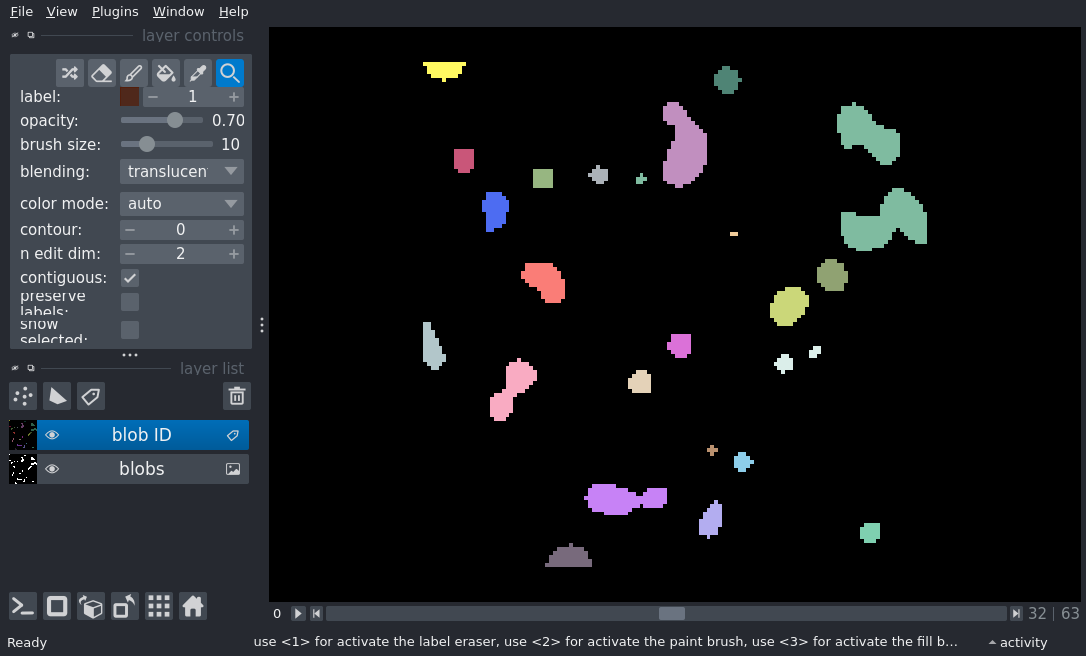 File View Plugins Window Help
layer controls
label: 1
opacity: 0.70
brush size: 10
blending: translucen
color mode: auto
contour: 0
n edit dim: 2
contiguous:
preserve
labels:
show
selected:
layer list
blob ID
blobs
0 32 63
Ready use <1> for activate the label eraser, use <2> for activate the paint brush, use <3> for activate the fill b... activity